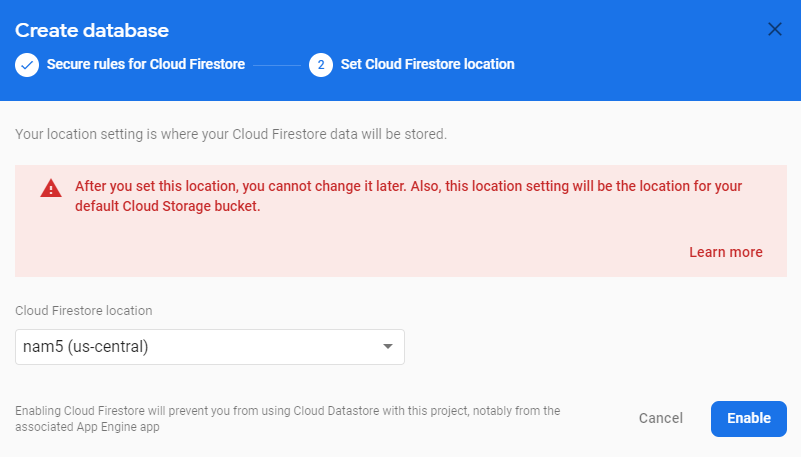 Create database
Secure rules for Cloud Firestore
2 Set Cloud Firestore location
Your location setting is where your Cloud Firestore data will be stored.
After you set this location, you cannot change it later. Also, this location setting will be the location for your
default Cloud Storage bucket.
Learn more
Cloud Firestore location
nam5 (us-central)
Enabling Cloud Firestore will prevent you from using Cloud Datastore with this project, notably from the
associated App Engine app
Cancel
Enable